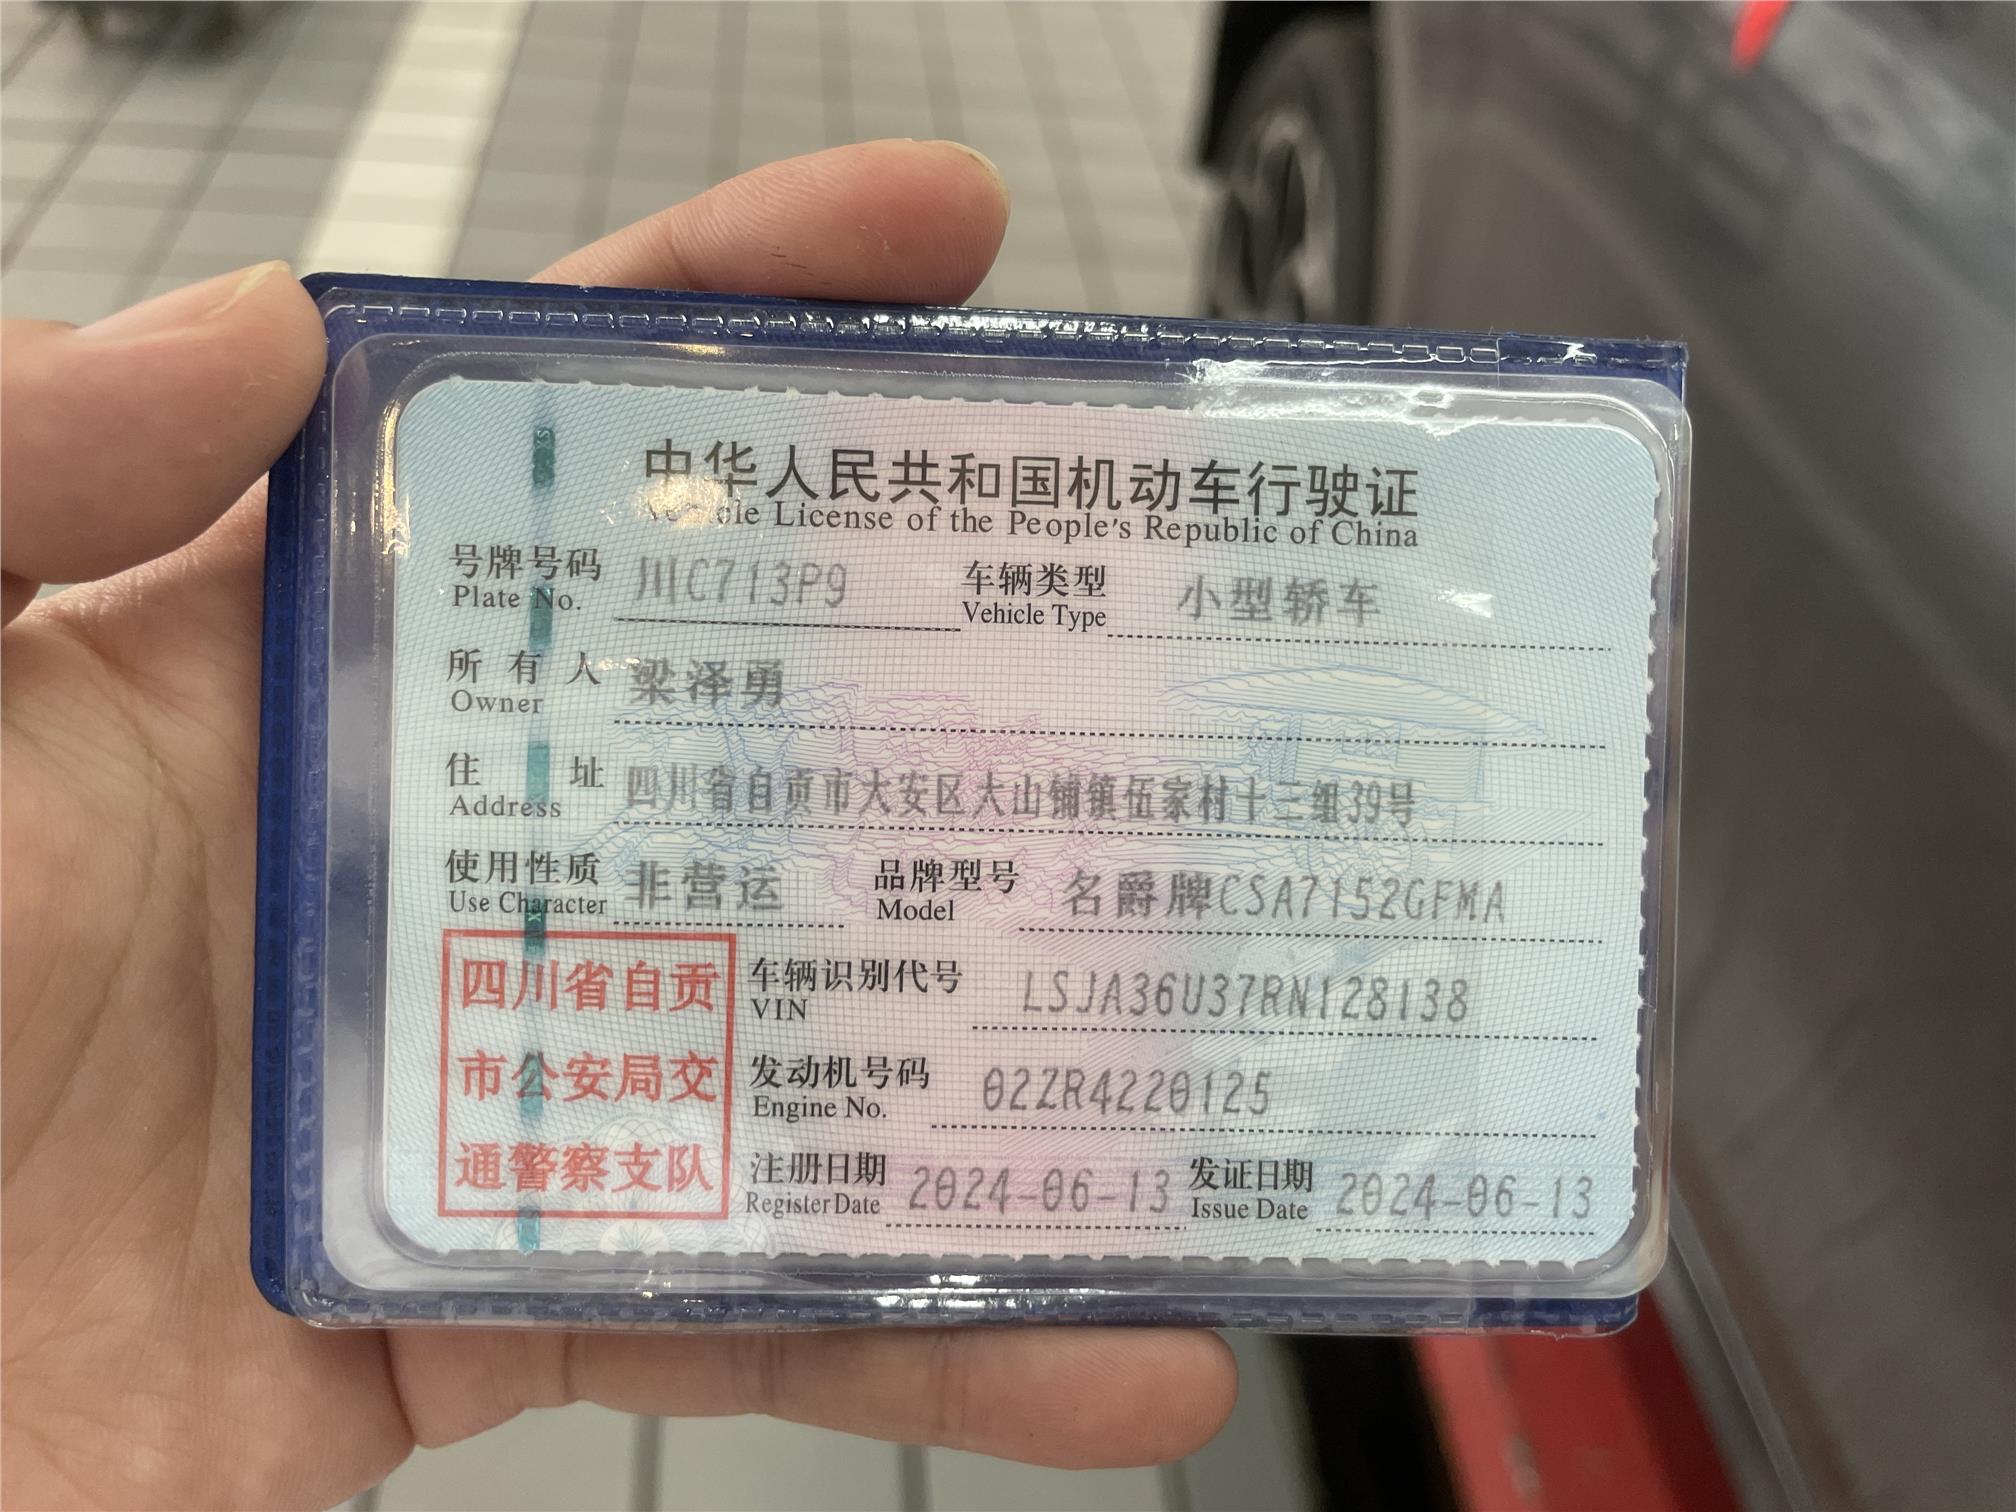 中华人民共和国机动车行驶证
Vehicle License of the People's Republic of China
号牌号码 川C713P9 车辆类型 小型轿车
Plate No. Vehicle Type
所有人 梁泽勇
Owner
住址 四川省自贡市大安区大山铺镇伍家村十三组39号
Address
使用性质 非营运 品牌型号 名爵牌CSA7152GFMA
Use Character Model
四川省自贡
市公安局交
通警察支队
车辆识别代号 LSJA36U37RN128138
VIN
发动机号码 02ZR4220125
Engine No.
注册日期 2024-06-13 发证日期 2024-06-13
Register Date Issue Date